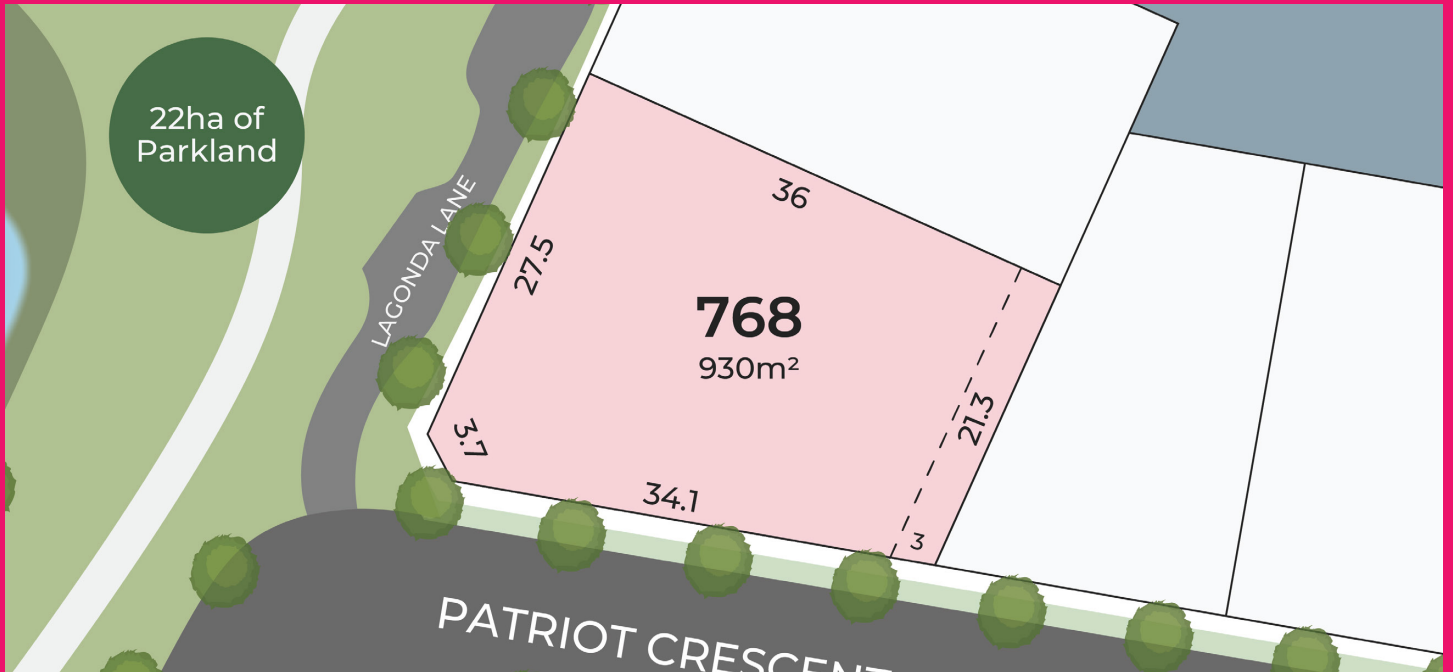 22ha of
Parkland
LAGONDA LANE
36
27.5
768
930m²
21.3
3.7
34.1
3
PATRIOT CRESCENT